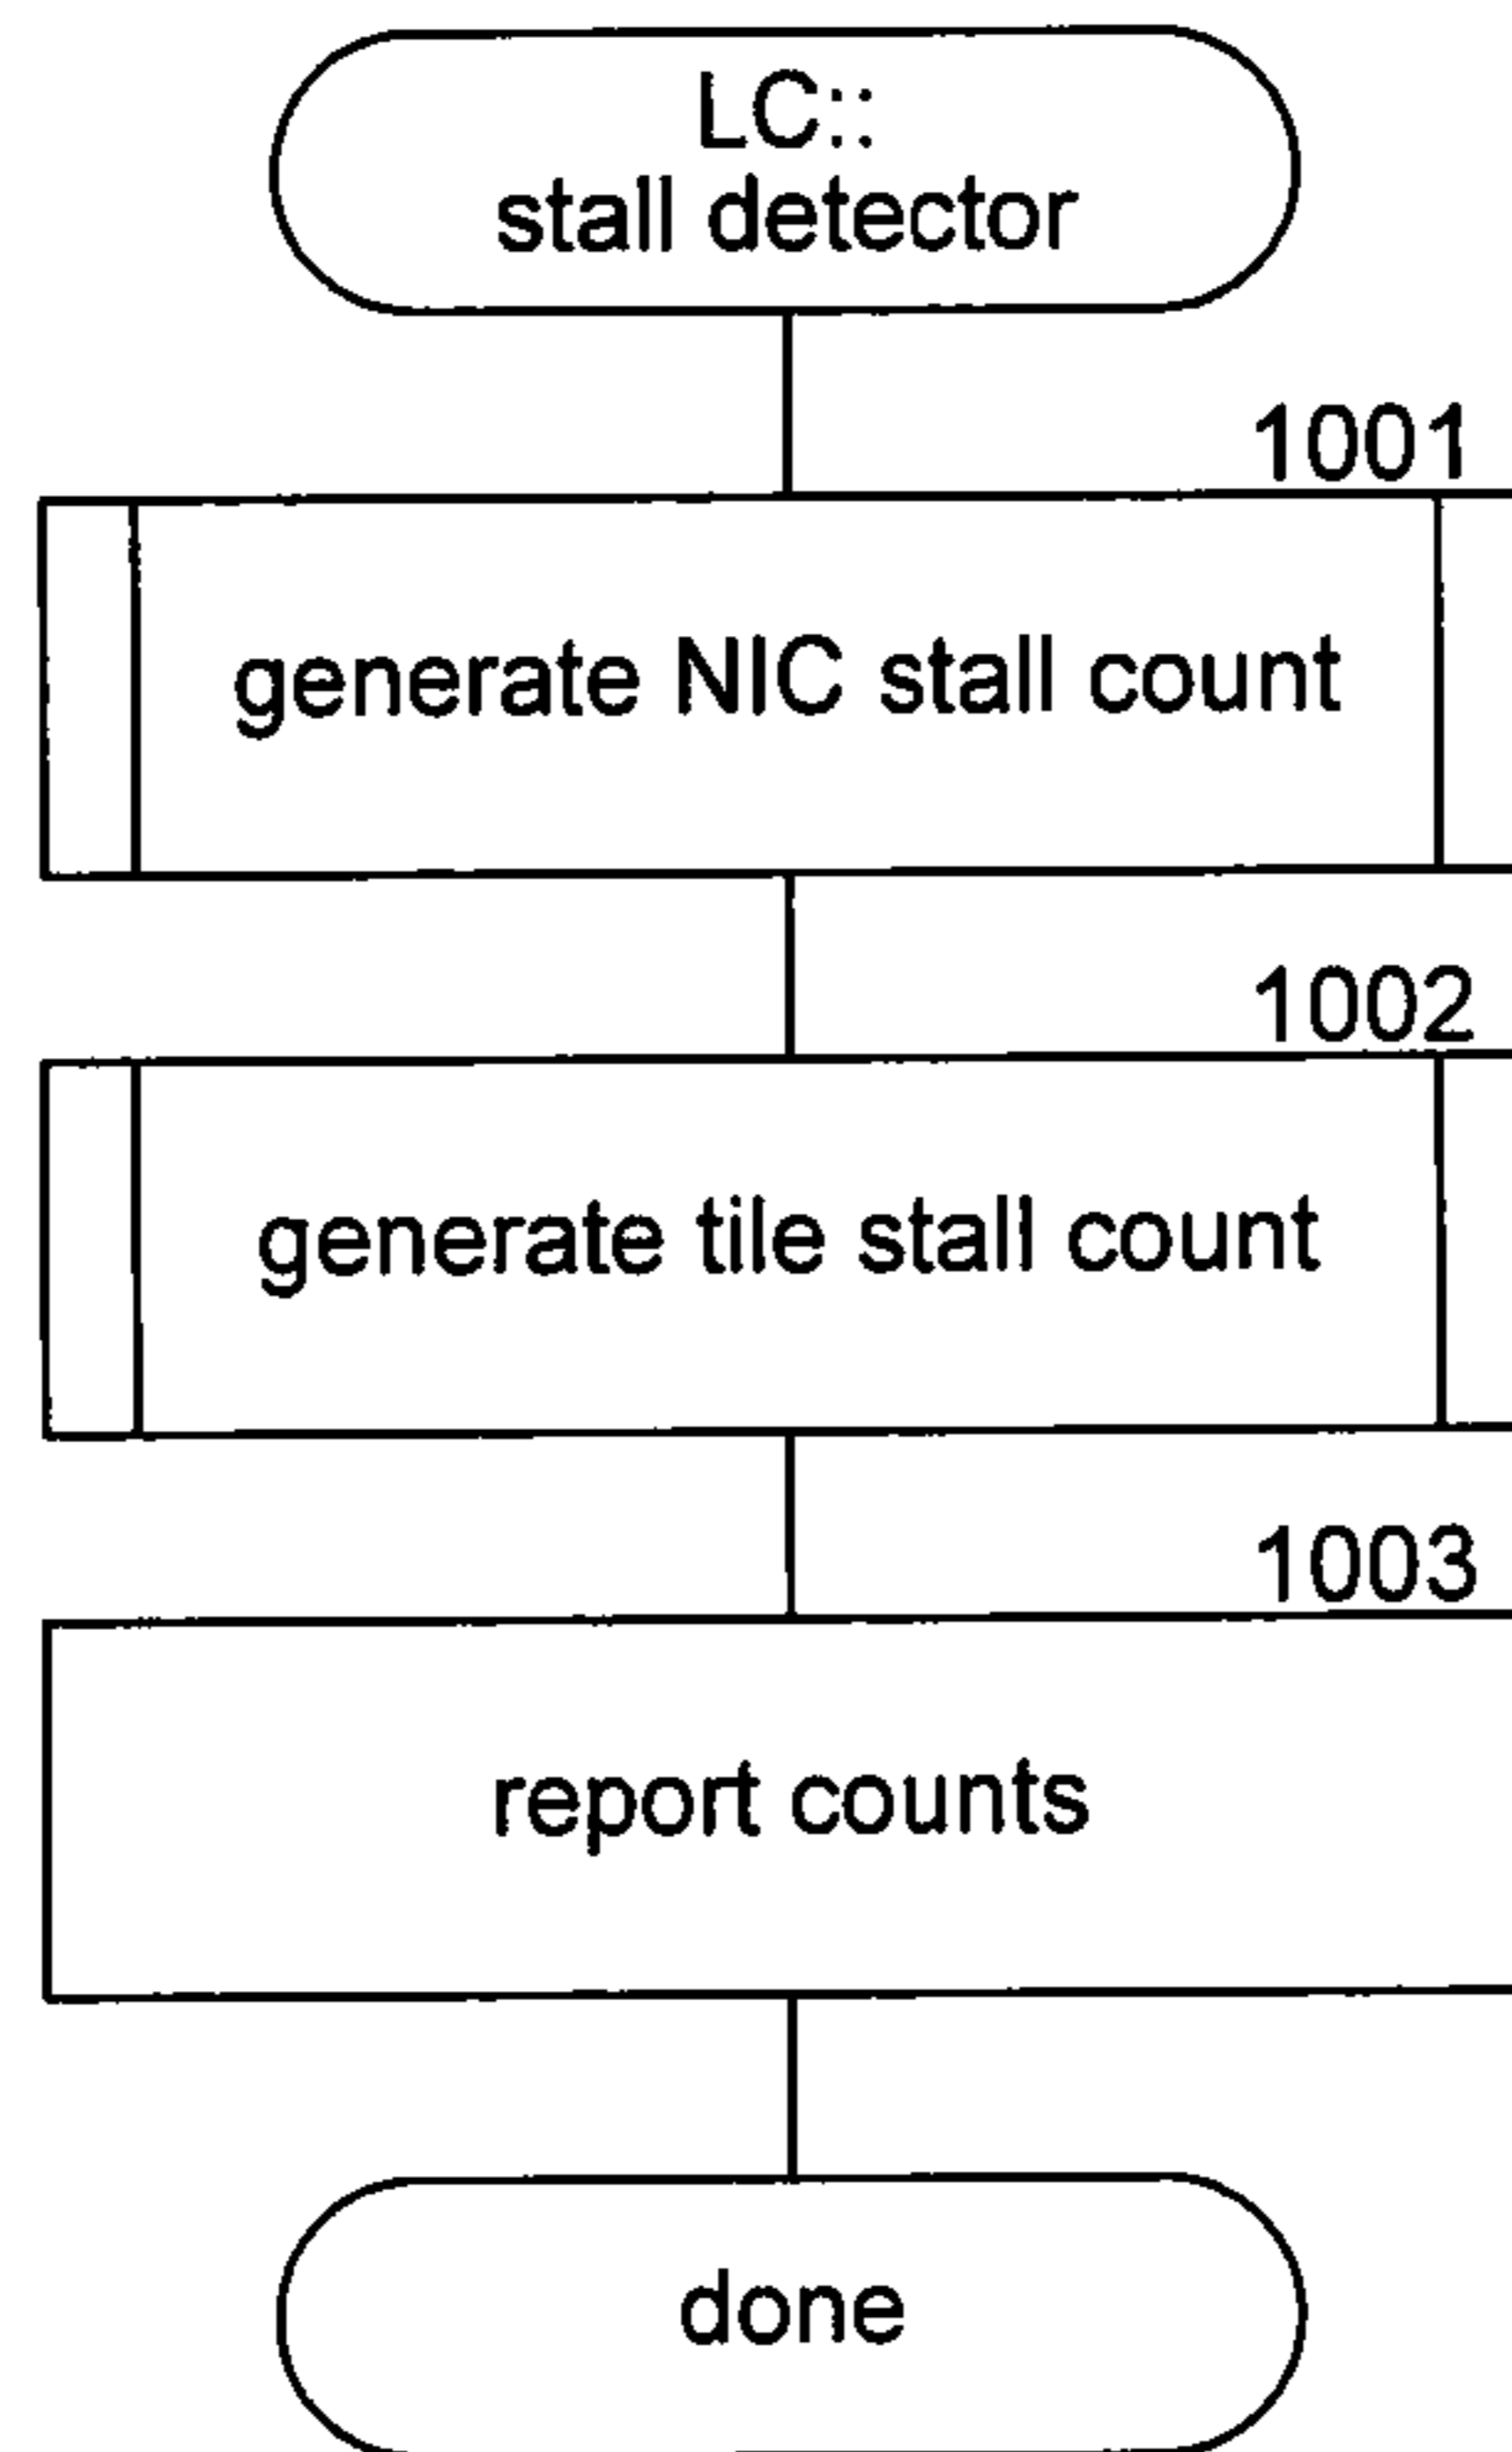 LC::
stall detector
1001
generate NIC stall count
1002
generate tile stall count
1003
report counts
done